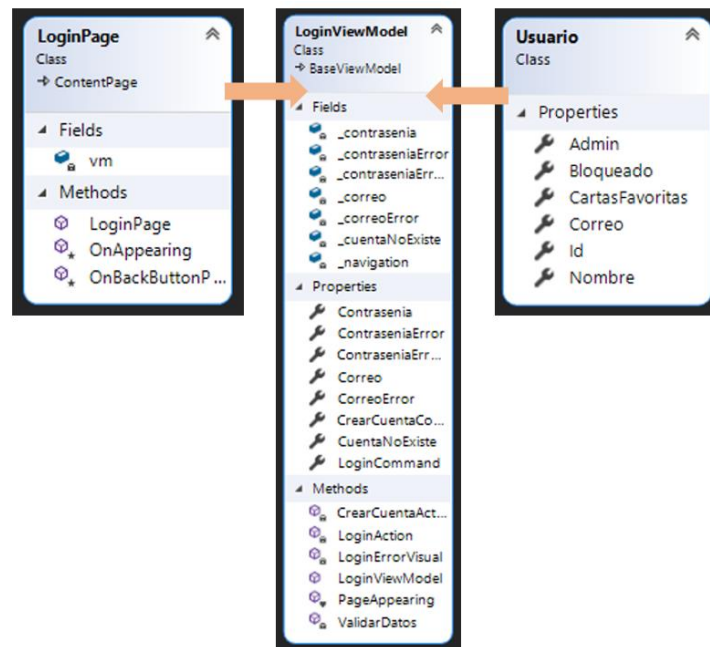 LoginPage
Class
ContentPage
Fields
vm
Methods
LoginPage
OnAppearing
OnBackButtonP ...
LoginViewModel
Class
BaseViewModel
Fields
_contrasenia
_contraseniaError
_contraseniaErr...
_correo
_correoError
_cuentaNoExiste
_navigation
Properties
Contrasenia
ContraseniaError
ContraseniaErr...
Correo
CorreoError
CrearCuentaCo...
CuentaNoExiste
LoginCommand
Methods
CrearCuentaAct...
LoginAction
LoginErrorVisual
LoginViewModel
PageAppearing
ValidarDatos
Usuario
Class
Properties
Admin
Bloqueado
CartasFavoritas
Correo
Id
Nombre